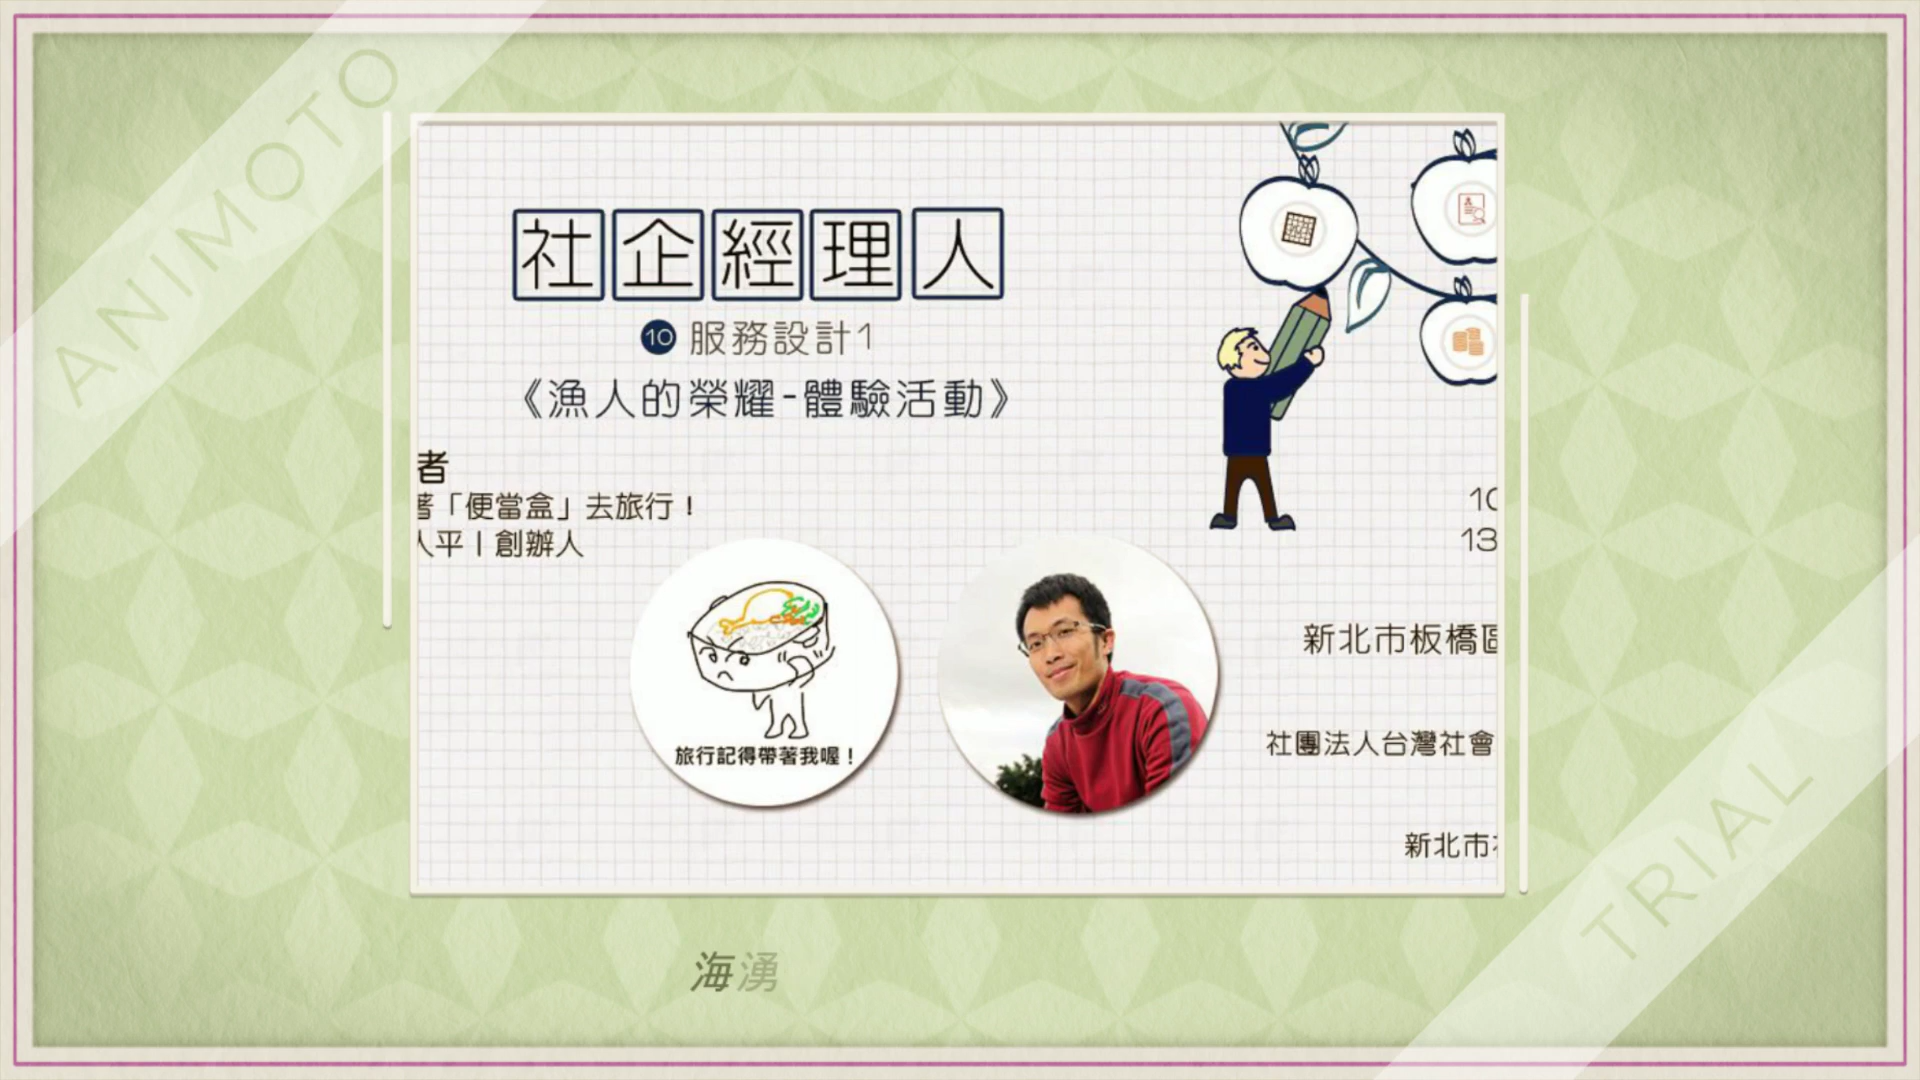 ANIMOTO
社企經理人
10 服務設計1
《漁人的榮耀-體驗活動》
者
著「便當盒」去旅行！
人平｜創辦人
10
13
旅行記得帶著我喔！
新北市板橋區
社團法人台灣社會
新北市
海湧
TRIAL